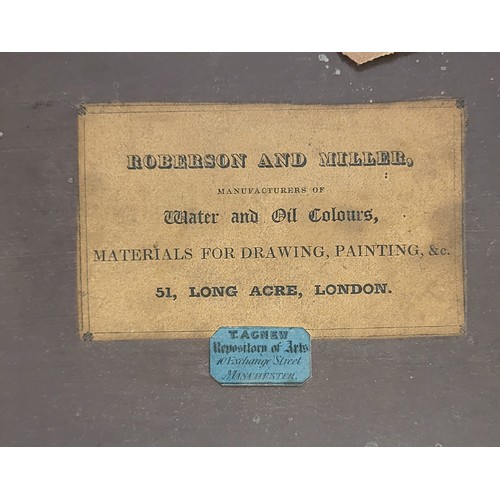 ROBERSON AND MILLER,
MANUFACTURERS OF
Water and Oil Colours,
MATERIALS FOR DRAWING, PAINTING, &c.
51, LONG ACRE, LONDON.
T. AGNEW
Repository of Arts
10 Exchange Street
MANCHESTER.